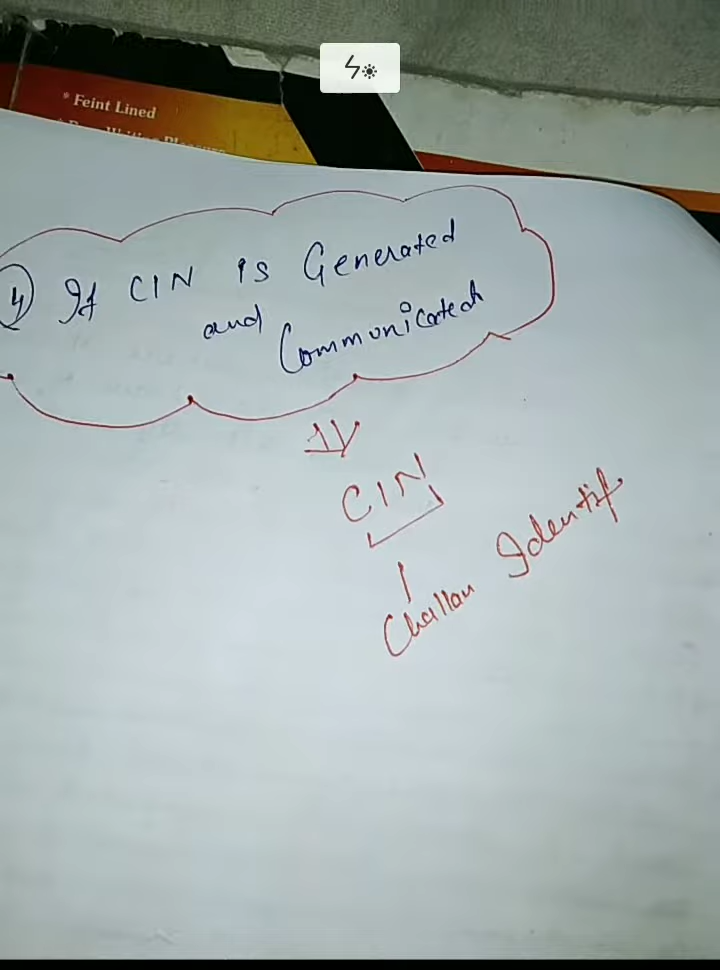 * Feint Lined
④ If CIN is Generated
and Communicated
CIN
Challan Identif